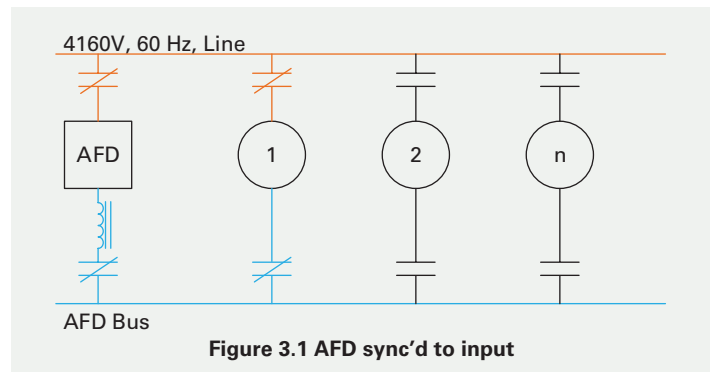 4160V, 60 Hz, Line
AFD
1
2
n
AFD Bus
Figure 3.1 AFD sync’d to input